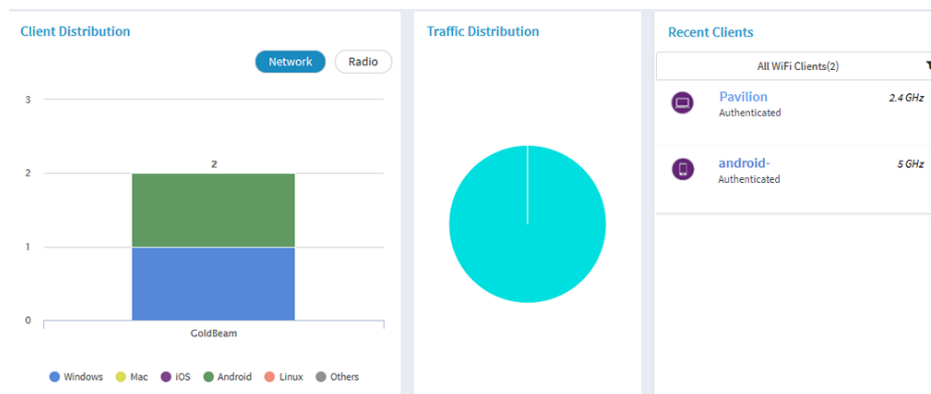 Client Distribution
Network
Radio
3
2
2
1
0
GoldBeam
Windows
Mac
iOS
Android
Linux
Others
Traffic Distribution
Recent Clients
All WiFi Clients(2)
Pavilion
2.4 GHz
Authenticated
android-
5 GHz
Authenticated